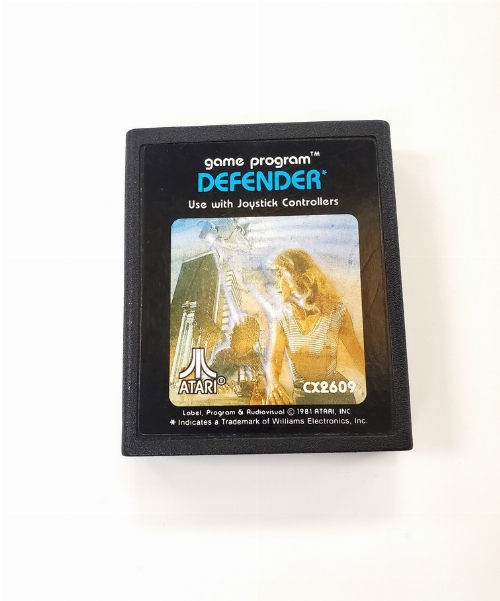 game program™
DEFENDER*
Use with Joystick Controllers
ATARI®
CX2609
Label, Program & Audiovisual © 1981 ATARI, INC.
* Indicates a Trademark of Williams Electronics, Inc.